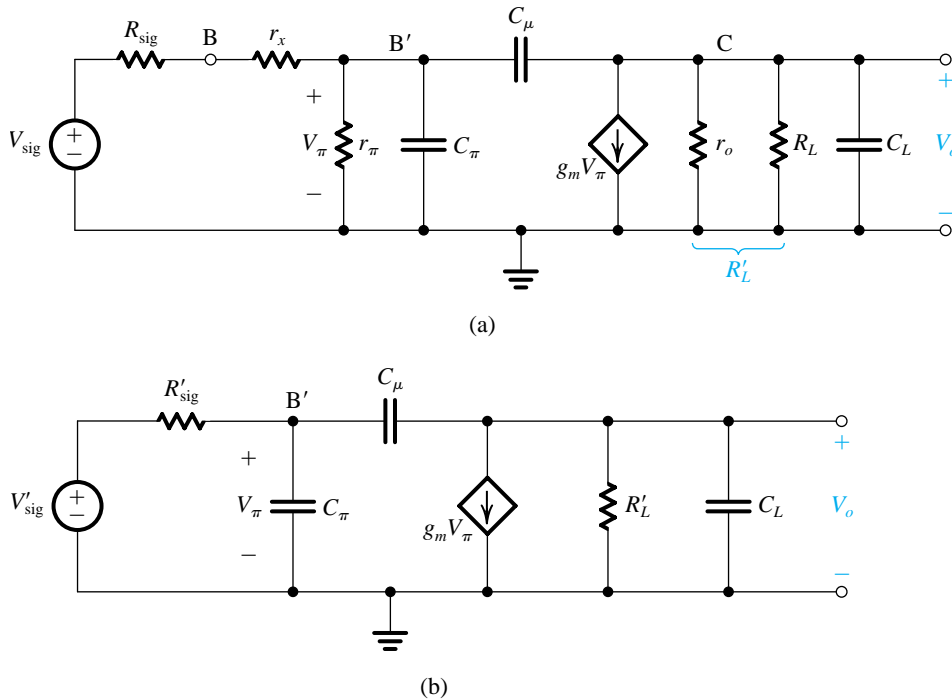 R_sig B r_x B′ C_μ C
V_sig + − + V_π − r_π C_π g_m V_π r_o R_L C_L + V_o −
R′_L
(a)
R′_sig B′ C_μ
V′_sig + − + V_π − C_π g_m V_π R′_L C_L + V_o −
(b)